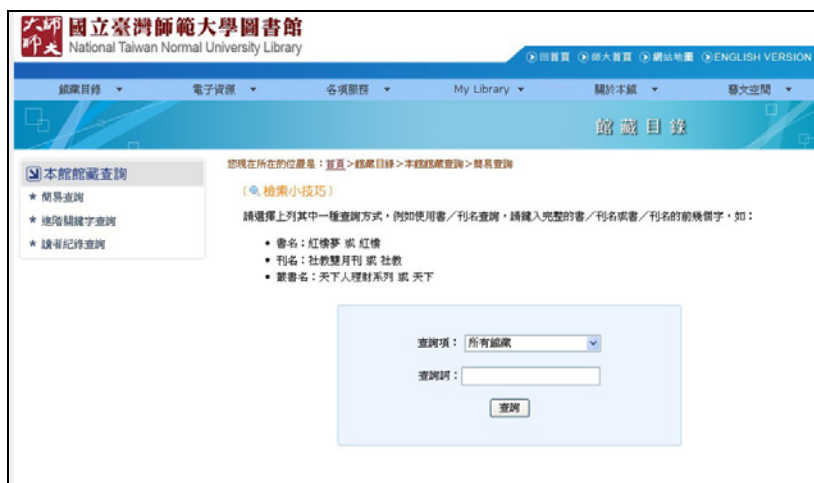 大師
師大
國立臺灣師範大學圖書館
National Taiwan Normal University Library
回首頁 師大首頁 網站地圖 ENGLISH VERSION
館藏目錄 電子資源 各項服務 My Library 關於本館 藝文空間
館藏目錄
本館館藏查詢
簡易查詢
進階關鍵字查詢
讀者紀錄查詢
您現在所在的位置是：首頁>館藏目錄>本館館藏查詢>簡易查詢
（檢索小技巧）
請選擇上列其中一種查詢方式，例如使用書／刊名查詢，請鍵入完整的書／刊名或書／刊名的前幾個字，如：
書名：紅樓夢 或 紅樓
刊名：社教雙月刊 或 社教
叢書名：天下人理財系列 或 天下
查詢項： 所有館藏
查詢詞：
查詢